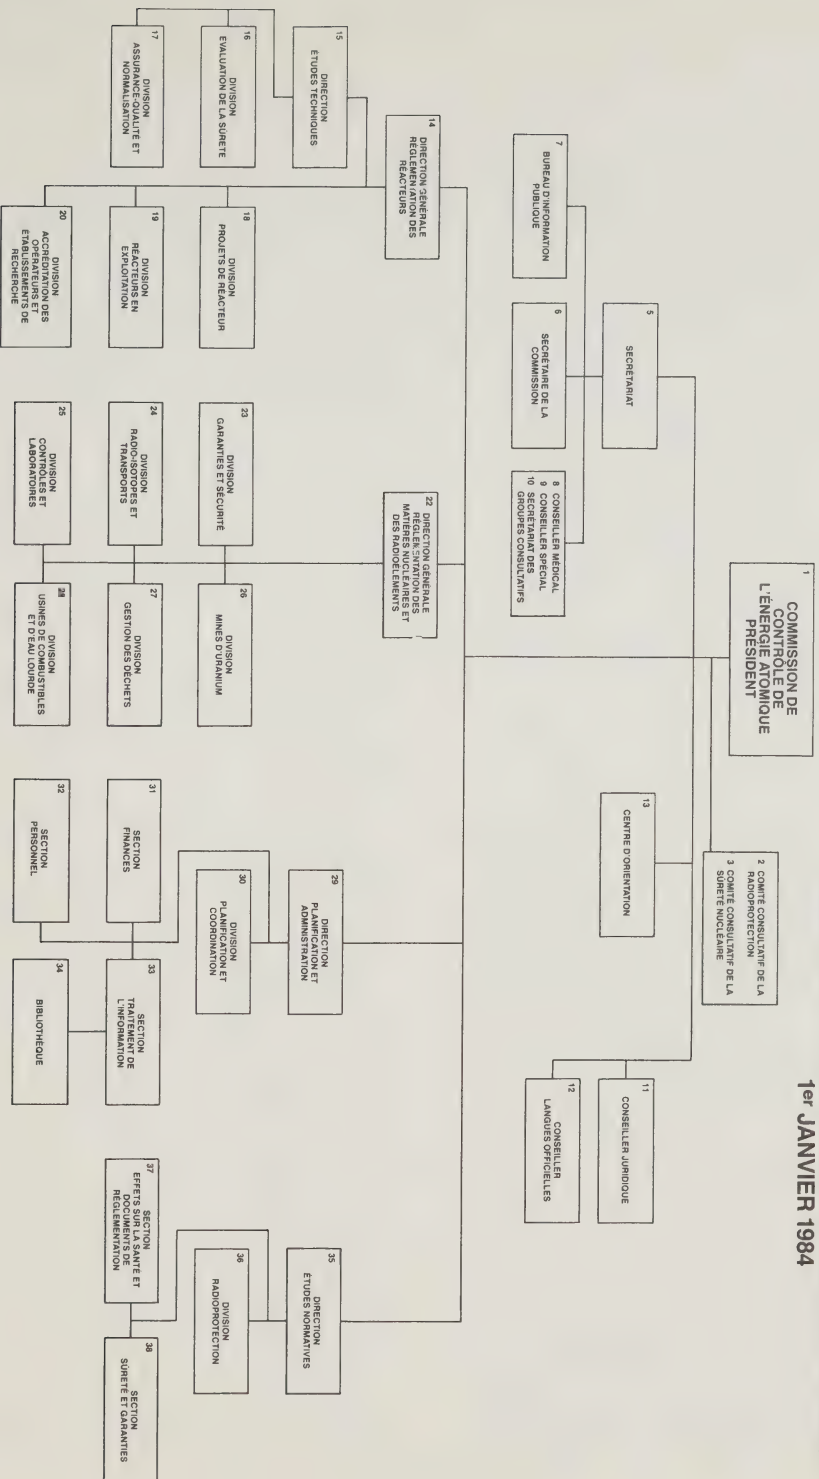 1er JANVIER 1984
1
COMMISSION DE
CONTRÔLE DE
L'ÉNERGIE ATOMIQUE
PRÉSIDENT
2 COMITÉ CONSULTATIF DE LA
RADIOPROTECTION
3 COMITÉ CONSULTATIF DE LA
SÛRETÉ NUCLÉAIRE
5
SECRÉTARIAT
13
CENTRE D'ORIENTATION
11
CONSEILLER JURIDIQUE
7
BUREAU D'INFORMATION
PUBLIQUE
6
SECRÉTAIRE DE LA
COMMISSION
8 CONSEILLER MÉDICAL
9 CONSEILLER SPÉCIAL
10 SECRÉTARIAT DES
GROUPES CONSULTATIFS
12
CONSEILLER
LANGUES OFFICIELLES
14
DIRECTION GÉNÉRALE
RÉGLEMENTATION DES
RÉACTEURS
22 DIRECTION GÉNÉRALE
RÉGLEMENTATION DES
MATIÈRES NUCLÉAIRES ET
DES RADIOÉLÉMENTS
29
DIRECTION
PLANIFICATION ET
ADMINISTRATION
35
DIRECTION
ÉTUDES NORMATIVES
15
DIRECTION
ÉTUDES TECHNIQUES
16
DIVISION
EVALUATION DE LA SÛRETÉ
18
DIVISION
PROJETS DE RÉACTEUR
23
DIVISION
GARANTIES ET SÉCURITÉ
26
DIVISION
MINES D'URANIUM
30
DIVISION
PLANIFICATION ET
COORDINATION
36
DIVISION
RADIOPROTECTION
17
DIVISION
ASSURANCE-QUALITÉ ET
NORMALISATION
19
DIVISION
RÉACTEURS EN
EXPLOITATION
24
DIVISION
RADIO-ISOTOPES ET
TRANSPORTS
27
DIVISION
GESTION DES DÉCHETS
31
SECTION
FINANCES
33
SECTION
TRAITEMENT DE
L'INFORMATION
37
SECTION
EFFETS SUR LA SANTÉ ET
DOCUMENTS DE
RÉGLEMENTATION
38
SECTION
SÛRETÉ ET GARANTIES
20
DIVISION
ACCRÉDITATION DES
OPÉRATEURS ET
ÉTABLISSEMENTS DE
RECHERCHE
25
DIVISION
CONTRÔLES ET
LABORATOIRES
28
DIVISION
USINES DE COMBUSTIBLES
ET D'EAU LOURDE
32
SECTION
PERSONNEL
34
BIBLIOTHÈQUE